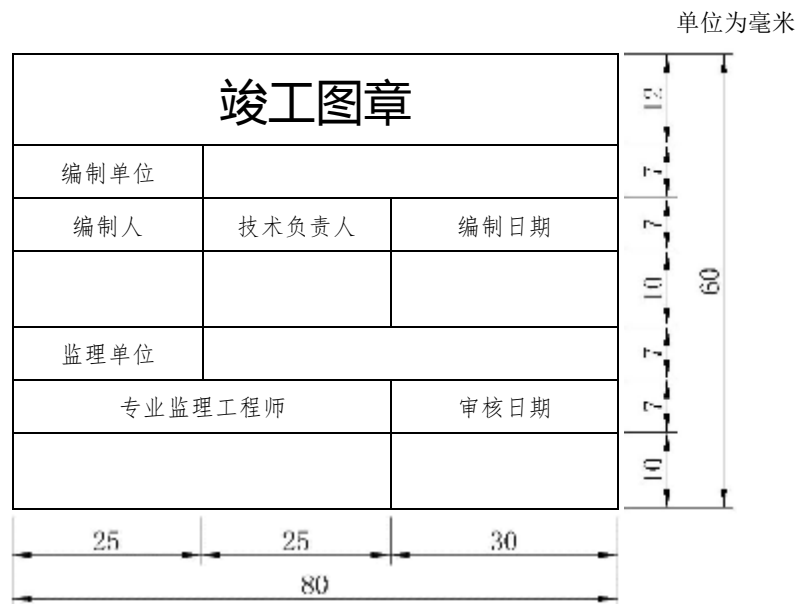 单位为毫米
竣工图章
12
编制单位
7
编制人 技术负责人 编制日期
7
10
60
监理单位
7
专业监理工程师 审核日期
7
10
25 25 30
80